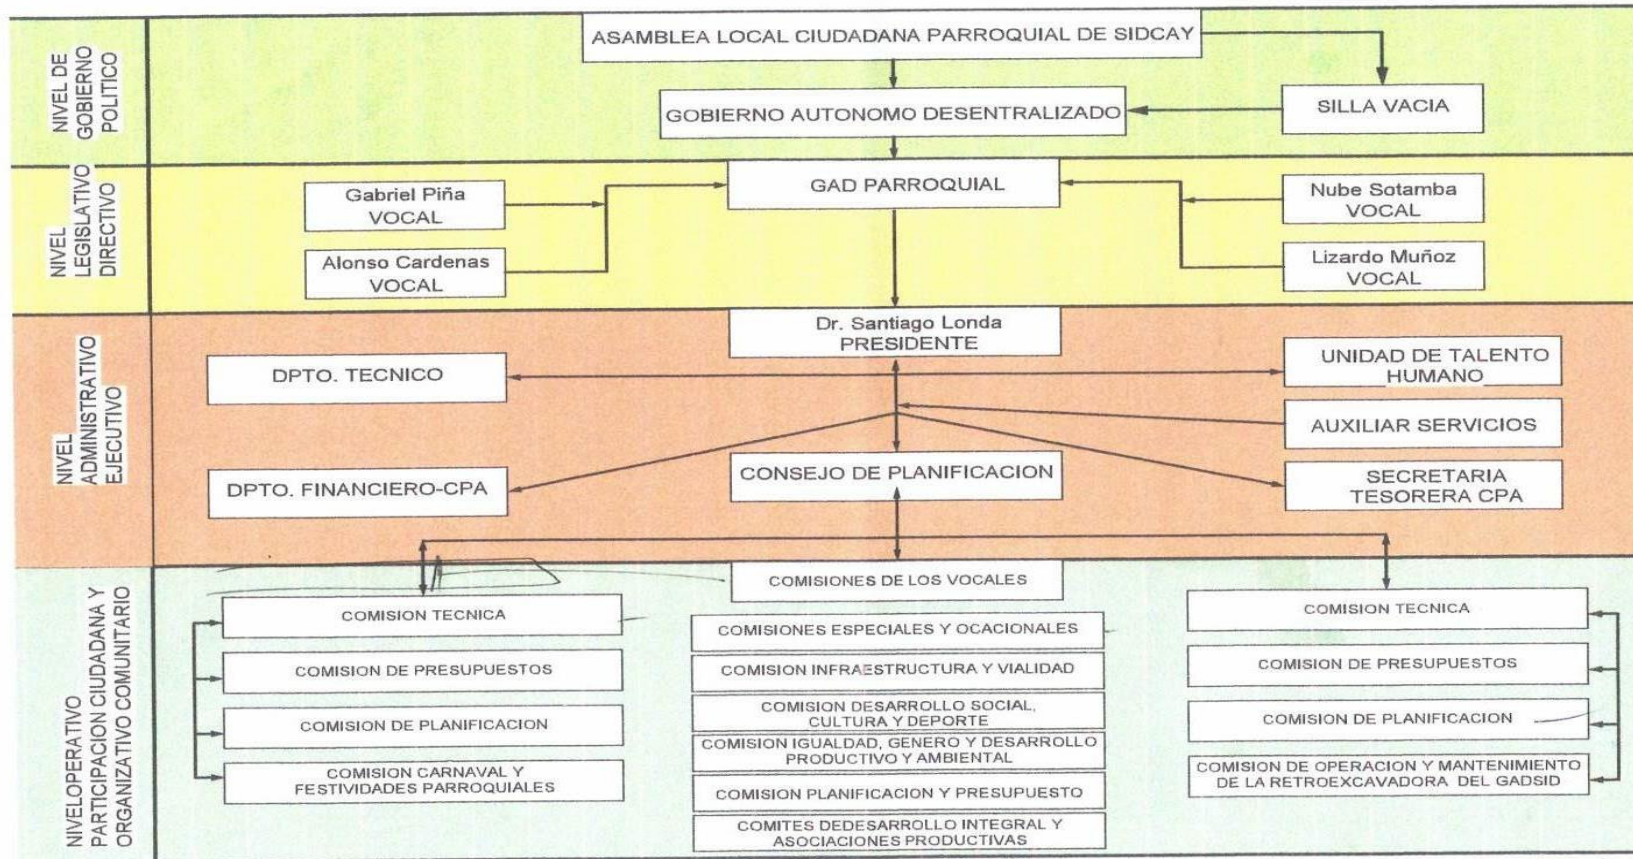 NIVEL DE
GOBIERNO
POLITICO
ASAMBLEA LOCAL CIUDADANA PARROQUIAL DE SIDCAY
GOBIERNO AUTONOMO DESENTRALIZADO
SILLA VACIA
NIVEL
LEGISLATIVO
DIRECTIVO
Gabriel Piña
VOCAL
Alonso Cardenas
VOCAL
GAD PARROQUIAL
Nube Sotamba
VOCAL
Lizardo Muñoz
VOCAL
NIVEL
ADMINISTRATIVO
EJECUTIVO
Dr. Santiago Londa
PRESIDENTE
DPTO. TECNICO
UNIDAD DE TALENTO
HUMANO
AUXILIAR SERVICIOS
DPTO. FINANCIERO-CPA
CONSEJO DE PLANIFICACION
SECRETARIA
TESORERA CPA
NIVELOPERATIVO
PARTICIPACION CIUDADANA Y
ORGANIZATIVO COMUNITARIO
COMISION TECNICA
COMISION DE PRESUPUESTOS
COMISION DE PLANIFICACION
COMISION CARNAVAL Y
FESTIVIDADES PARROQUIALES
COMISIONES DE LOS VOCALES
COMISIONES ESPECIALES Y OCACIONALES
COMISION INFRAESTRUCTURA Y VIALIDAD
COMISION DESARROLLO SOCIAL,
CULTURA Y DEPORTE
COMISION IGUALDAD, GENERO Y DESARROLLO
PRODUCTIVO Y AMBIENTAL
COMISION PLANIFICACION Y PRESUPUESTO
COMITES DEDESARROLLO INTEGRAL Y
ASOCIACIONES PRODUCTIVAS
COMISION TECNICA
COMISION DE PRESUPUESTOS
COMISION DE PLANIFICACION
COMISION DE OPERACION Y MANTENIMIENTO
DE LA RETROEXCAVADORA DEL GADSID